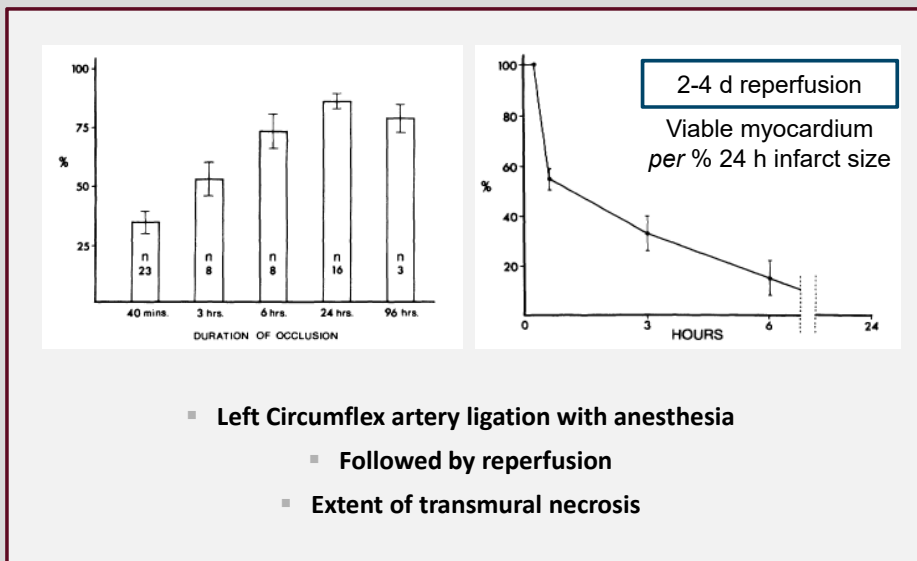 100
75
%
50
25
n
23
n
8
n
8
n
16
n
3
40 mins.
3 hrs.
6 hrs.
24 hrs.
96 hrs.
DURATION OF OCCLUSION
100
80
60
%
40
20
0
3
6
24
HOURS
2-4 d reperfusion
Viable myocardium
per % 24 h infarct size
▪ Left Circumflex artery ligation with anesthesia
▪ Followed by reperfusion
▪ Extent of transmural necrosis